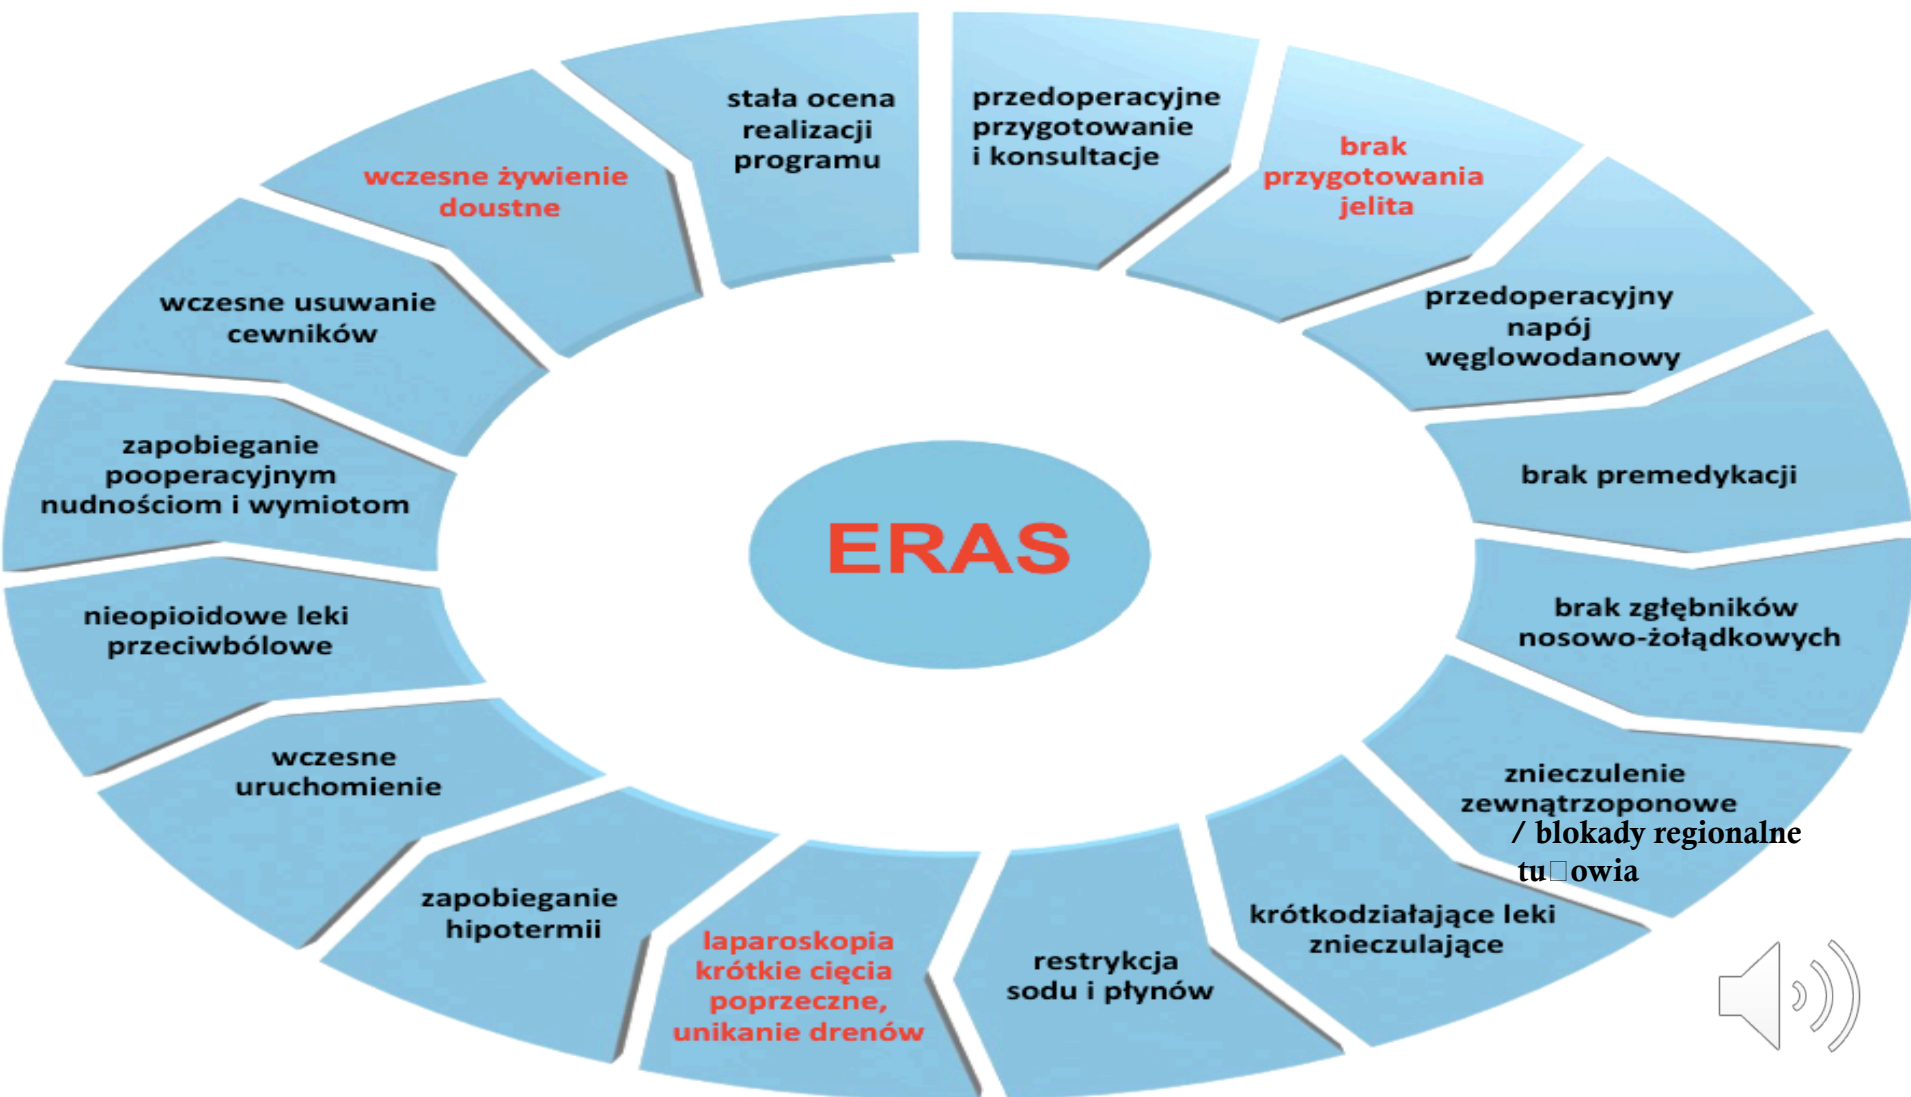 stała ocena
realizacji
programu
przedoperacyjne
przygotowanie
i konsultacje
brak
przygotowania
jelita
przedoperacyjny
napój
węglowodanowy
brak premedykacji
brak zgłębników
nosowo-żołądkowych
znieczulenie
zewnątrzoponowe
/ blokady regionalne
tu□owia
krótkodziałające leki
znieczulające
restrykcja
sodu i płynów
laparoskopia
krótkie cięcia
poprzeczne,
unikanie drenów
zapobieganie
hipotermii
wczesne
uruchomienie
nieopioidowe leki
przeciwbólowe
zapobieganie
pooperacyjnym
nudnościom i wymiotom
wczesne usuwanie
cewników
wczesne żywienie
doustne
ERAS